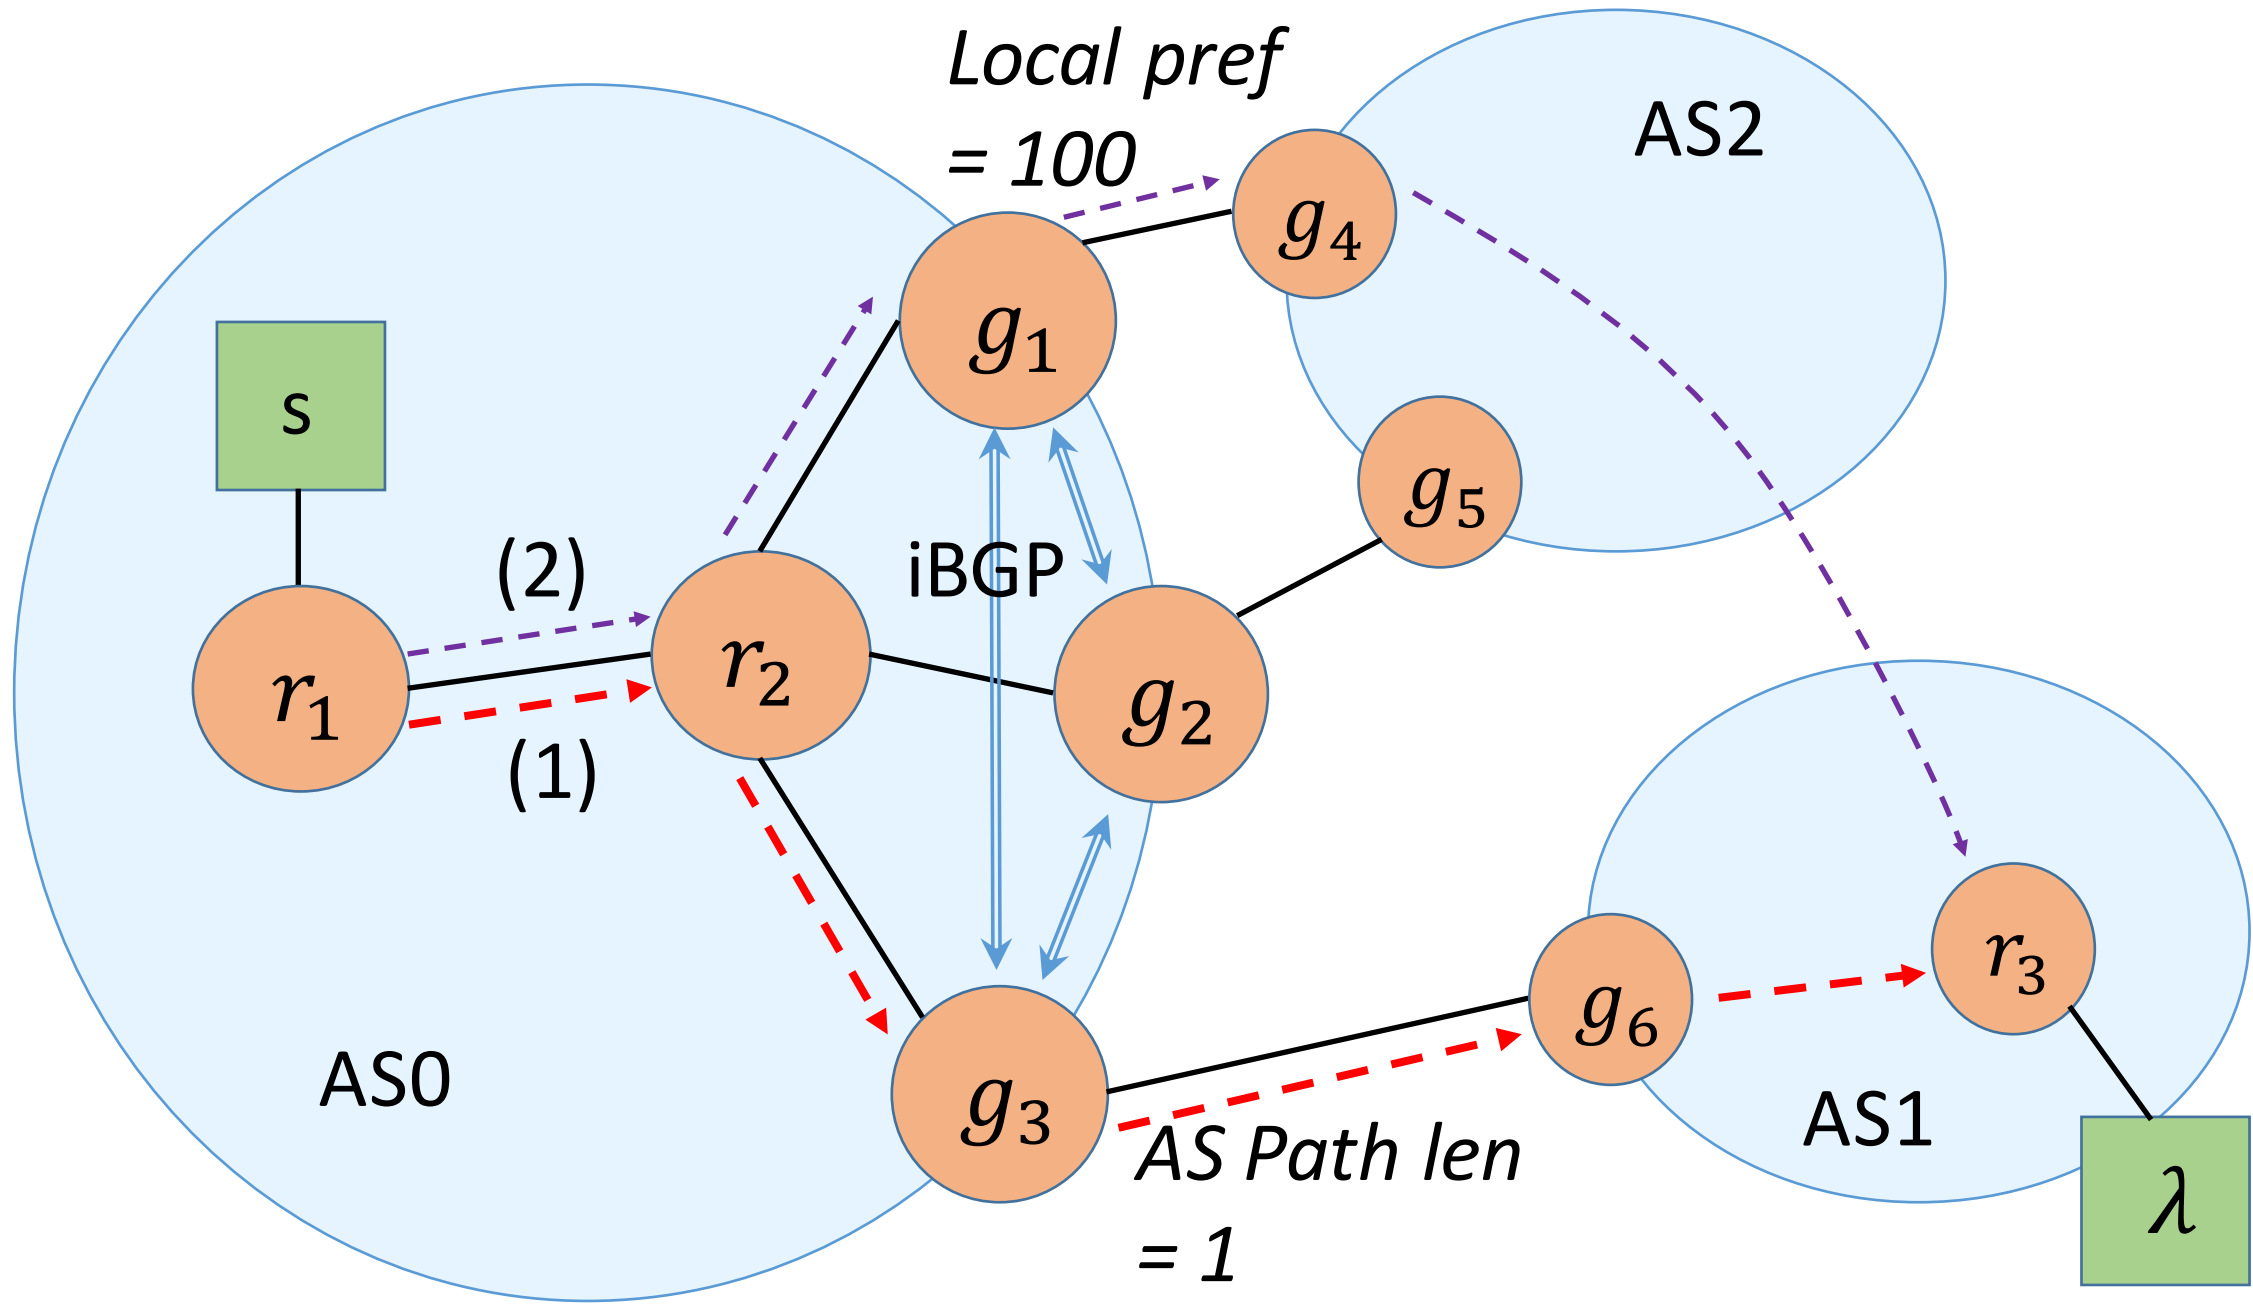 Local pref
= 100
AS2
g4
g1
s
g5
(2)
iBGP
r1
r2
g2
(1)
r3
g6
AS0
g3
AS1
AS Path len
= 1
λ